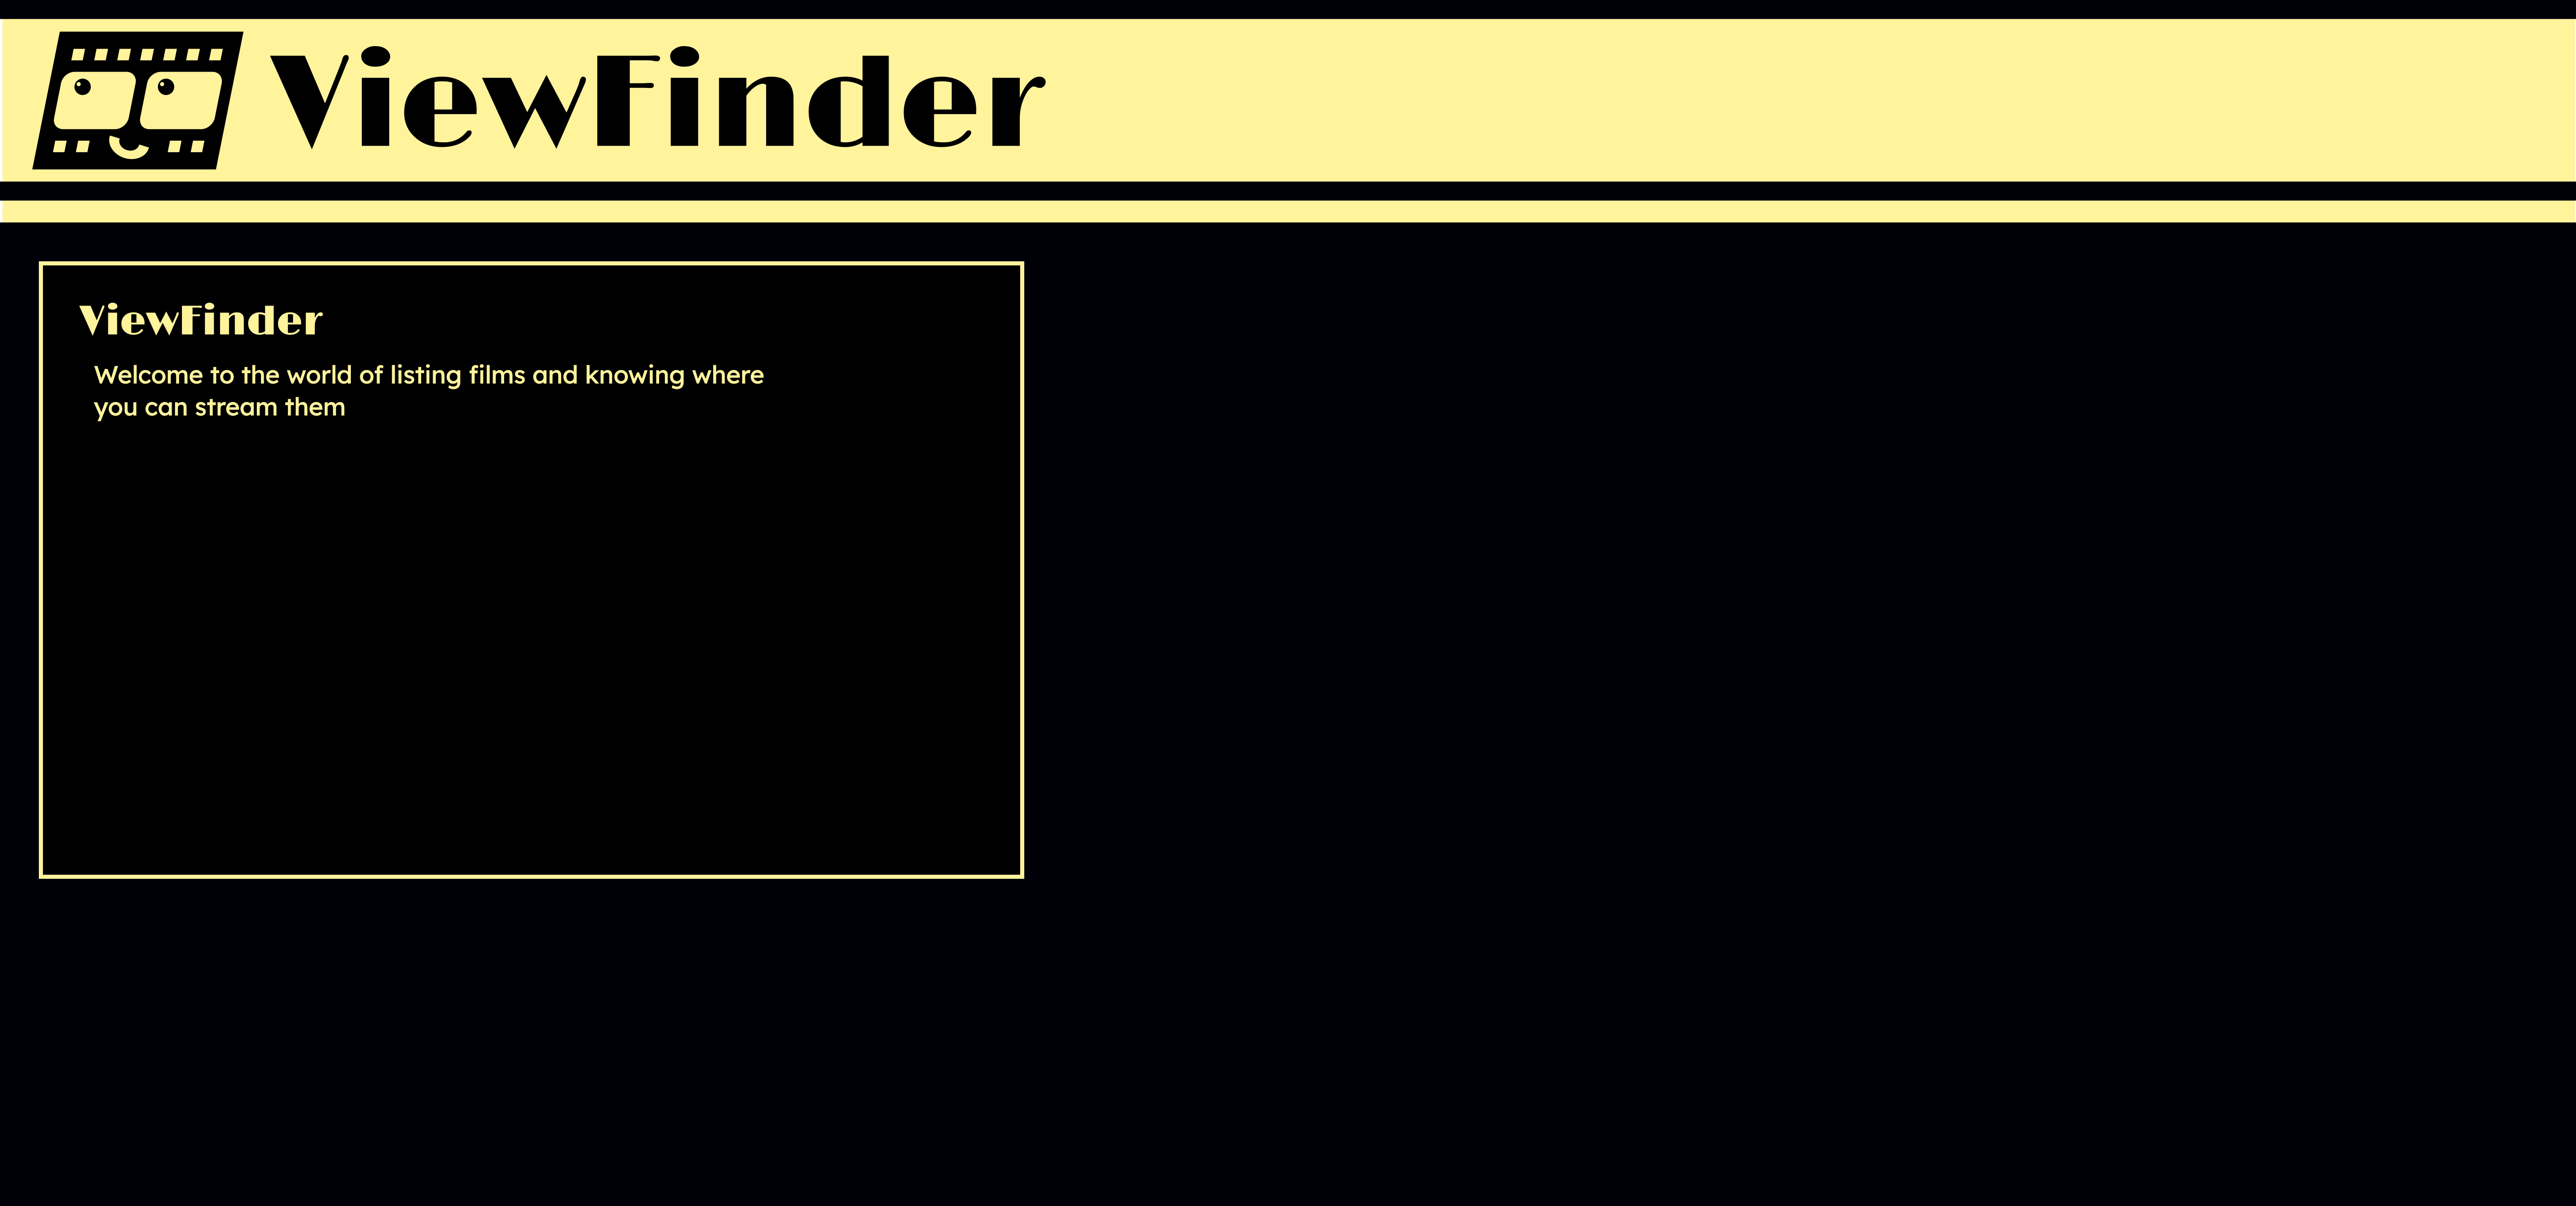 ViewFinder
ViewFinder
Welcome to the world of listing films and knowing where
you can stream them